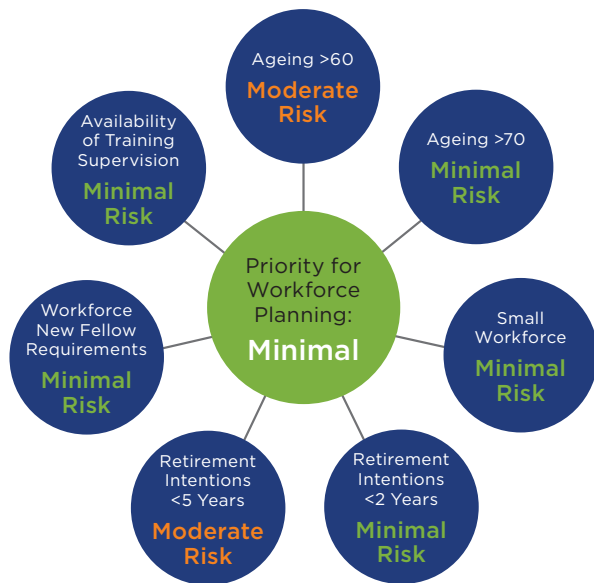 Ageing >60
Moderate
Risk
Ageing >70
Minimal
Risk
Small
Workforce
Minimal
Risk
Retirement
Intentions
<2 Years
Minimal
Risk
Retirement
Intentions
<5 Years
Moderate
Risk
Workforce
New Fellow
Requirements
Minimal
Risk
Availability
of Training
Supervision
Minimal
Risk
Priority for
Workforce
Planning:
Minimal